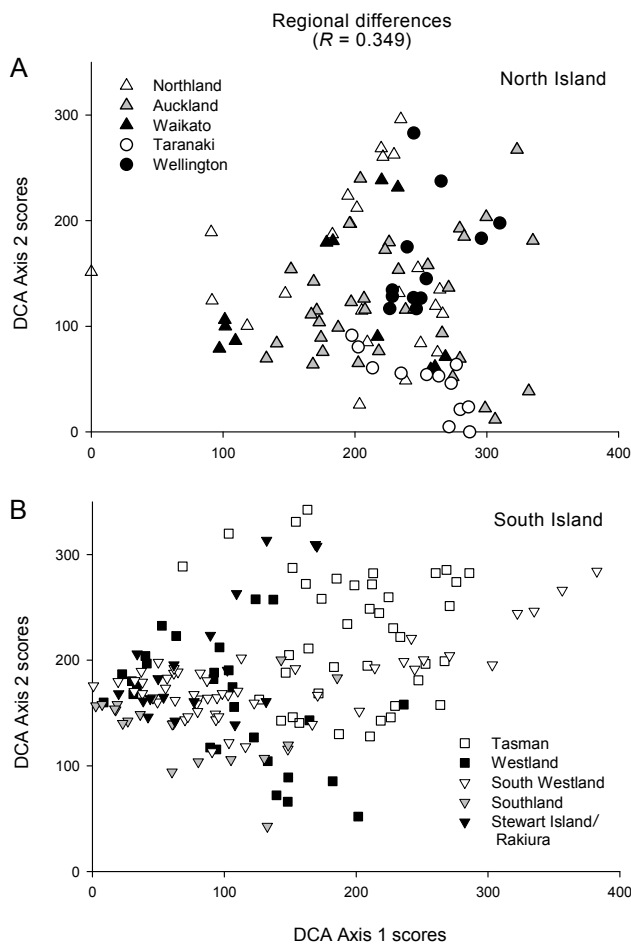 Regional differences
(R = 0.349)
A
North Island
Northland
Auckland
Waikato
Taranaki
Wellington
DCA Axis 2 scores
300
200
100
0
0
100
200
300
400
B
South Island
Tasman
Westland
South Westland
Southland
Stewart Island/
Rakiura
DCA Axis 2 scores
300
200
100
0
0
100
200
300
400
DCA Axis 1 scores